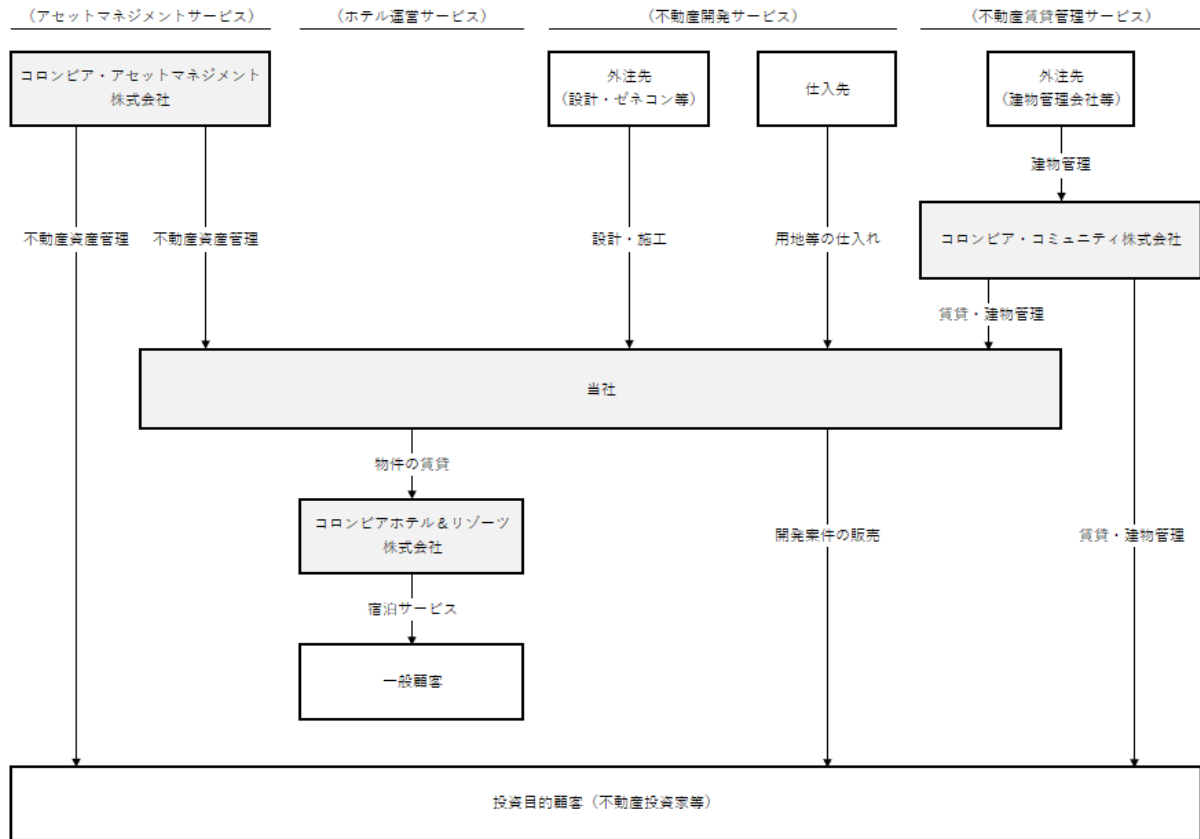 （アセットマネジメントサービス）
（ホテル運営サービス）
（不動産開発サービス）
（不動産賃貸管理サービス）
コロンビア・アセットマネジメント
株式会社
外注先
（設計・ゼネコン等）
仕入先
外注先
（建物管理会社等）
建物管理
不動産資産管理
不動産資産管理
設計・施工
用地等の仕入れ
コロンビア・コミュニティ株式会社
賃貸・建物管理
当社
物件の賃貸
コロンビアホテル＆リゾーツ
株式会社
開発案件の販売
賃貸・建物管理
宿泊サービス
一般顧客
投資目的顧客（不動産投資家等）